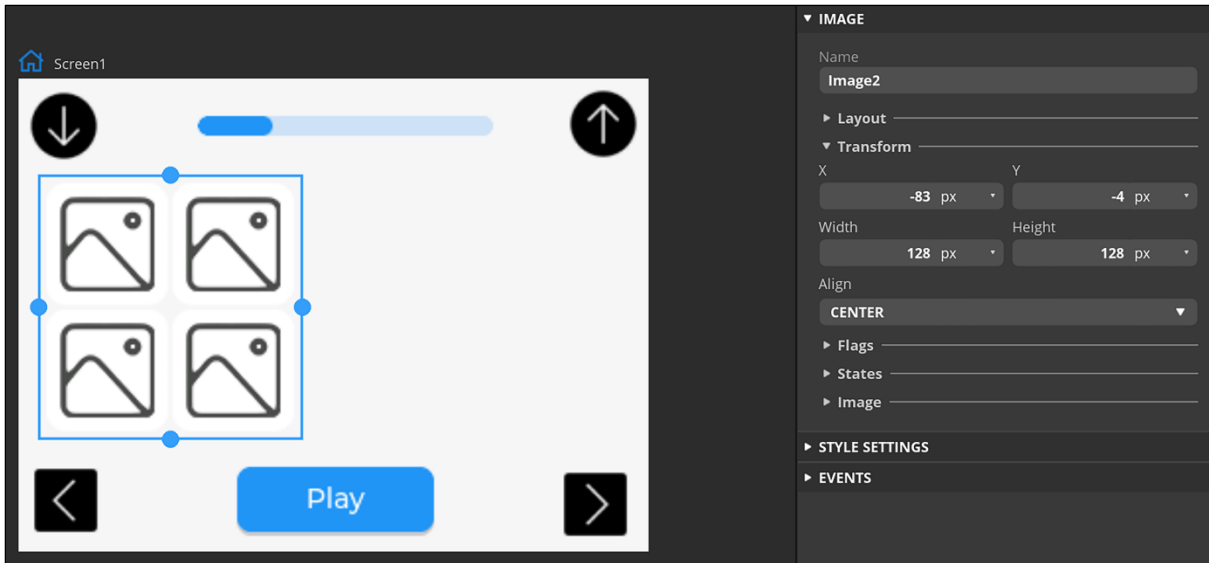 Screen1
Play
IMAGE
Name
Image2
Layout
Transform
X Y
-83 px -4 px
Width Height
128 px 128 px
Align
CENTER
Flags
States
Image
STYLE SETTINGS
EVENTS